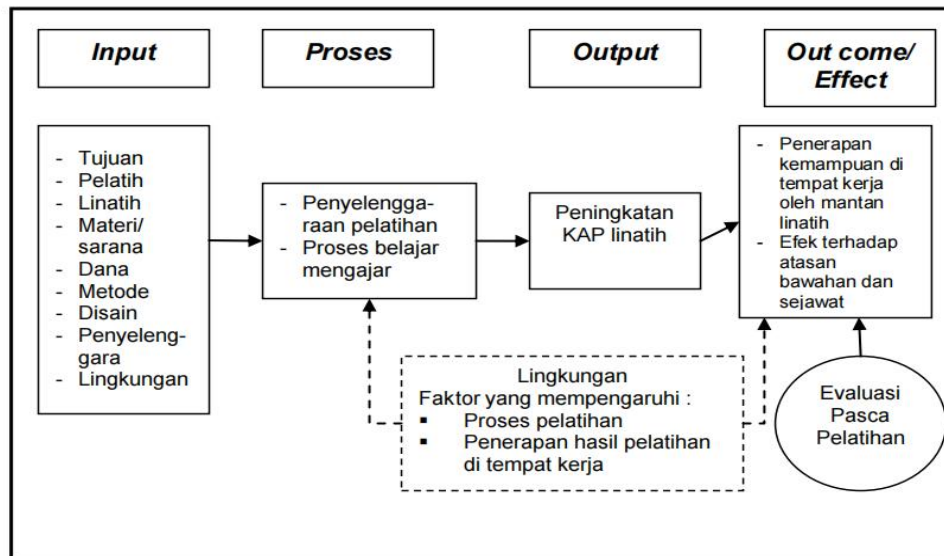 Input
Proses
Output
Out come/
Effect
- Tujuan
- Pelatih
- Linatih
- Materi/
sarana
- Dana
- Metode
- Disain
- Penyeleng-
gara
- Lingkungan
- Penyelengga-
raan pelatihan
- Proses belajar
mengajar
Peningkatan
KAP linatih
- Penerapan
kemampuan di
tempat kerja
oleh mantan
linatih
- Efek terhadap
atasan
bawahan dan
sejawat
Lingkungan
Faktor yang mempengaruhi :
▪ Proses pelatihan
▪ Penerapan hasil pelatihan
di tempat kerja
Evaluasi
Pasca
Pelatihan